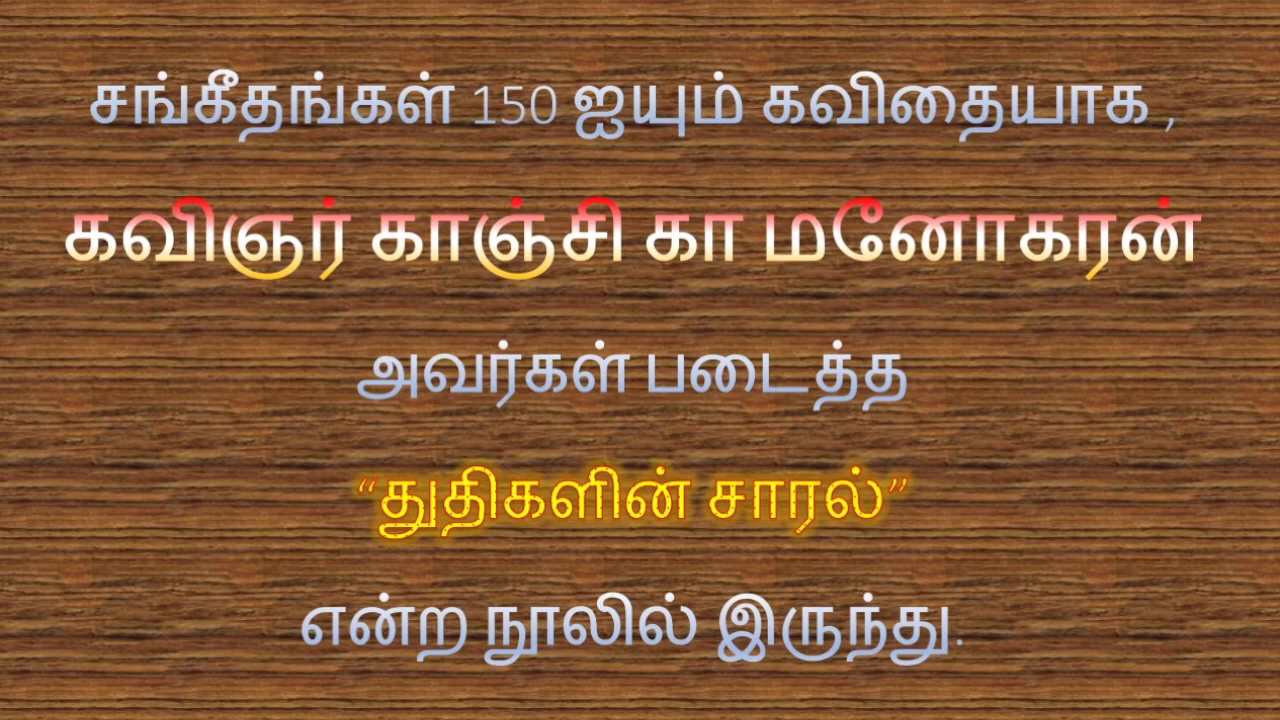 சங்கீதங்கள் 150 ஐயும் கவிதையாக ,
கவிஞர் காஞ்சி கா மனோகரன்
அவர்கள் படைத்த
“துதிகளின் சாரல்”
என்ற நூலில் இருந்து.